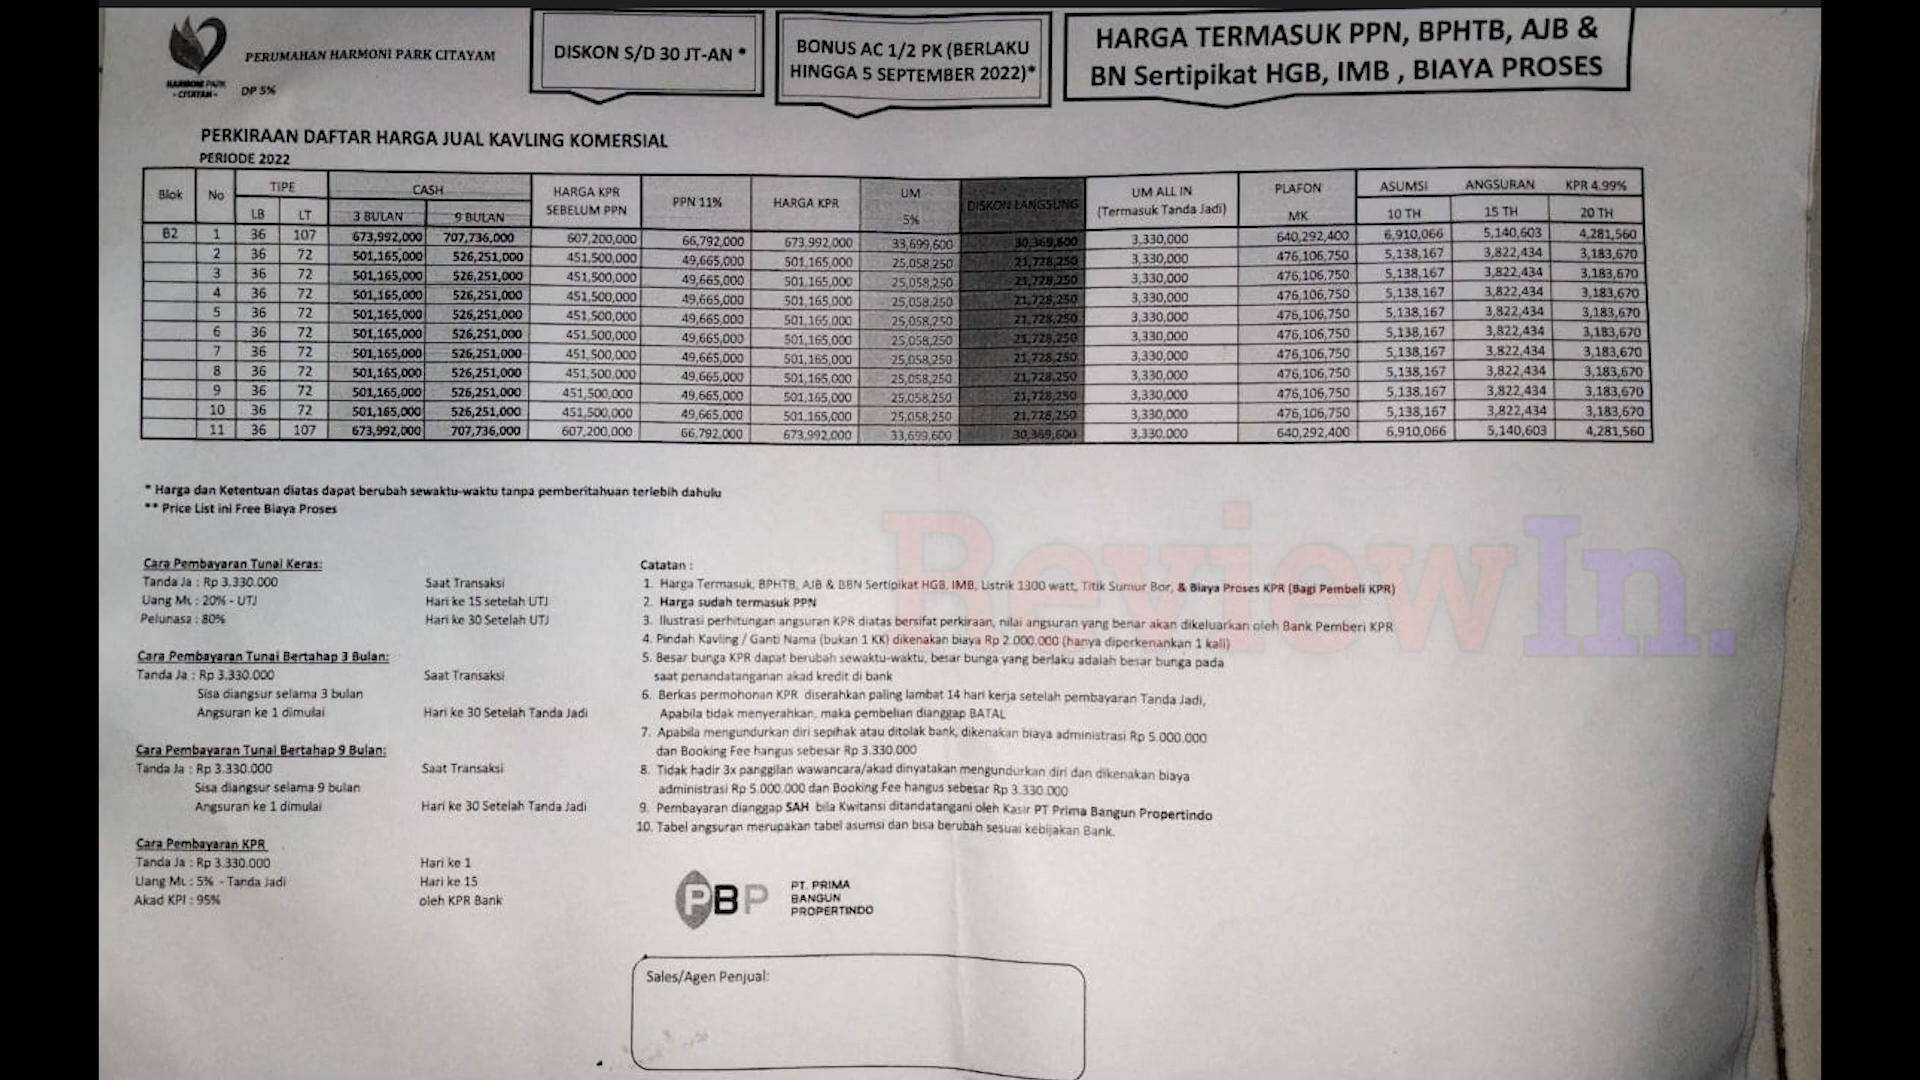 HARMONI PARK
- CITAYAM -
PERUMAHAN HARMONI PARK CITAYAM
DP 5%
DISKON S/D 30 JT-AN *
BONUS AC 1/2 PK (BERLAKU
HINGGA 5 SEPTEMBER 2022)*
HARGA TERMASUK PPN, BPHTB, AJB &
BN Sertipikat HGB, IMB , BIAYA PROSES
PERKIRAAN DAFTAR HARGA JUAL KAVLING KOMERSIAL
PERIODE 2022
Blok No TIPE CASH HARGA KPR SEBELUM PPN PPN 11% HARGA KPR UM 5% DISKON LANGSUNG UM ALL IN (Termasuk Tanda Jadi) PLAFON MK ASUMSI ANGSURAN KPR 4.99%
LB LT 3 BULAN 9 BULAN 10 TH 15 TH 20 TH
B2 1 36 107 673,992,000 707,736,000 607,200,000 66,792,000 673,992,000 33,699,600 30,369,600 3,330,000 640,292,400 6,910,066 5,140,603 4,281,560
2 36 72 501,165,000 526,251,000 451,500,000 49,665,000 501,165,000 25,058,250 21,728,250 3,330,000 476,106,750 5,138,167 3,822,434 3,183,670
3 36 72 501,165,000 526,251,000 451,500,000 49,665,000 501,165,000 25,058,250 21,728,250 3,330,000 476,106,750 5,138,167 3,822,434 3,183,670
4 36 72 501,165,000 526,251,000 451,500,000 49,665,000 501,165,000 25,058,250 21,728,250 3,330,000 476,106,750 5,138,167 3,822,434 3,183,670
5 36 72 501,165,000 526,251,000 451,500,000 49,665,000 501,165,000 25,058,250 21,728,250 3,330,000 476,106,750 5,138,167 3,822,434 3,183,670
6 36 72 501,165,000 526,251,000 451,500,000 49,665,000 501,165,000 25,058,250 21,728,250 3,330,000 476,106,750 5,138,167 3,822,434 3,183,670
7 36 72 501,165,000 526,251,000 451,500,000 49,665,000 501,165,000 25,058,250 21,728,250 3,330,000 476,106,750 5,138,167 3,822,434 3,183,670
8 36 72 501,165,000 526,251,000 451,500,000 49,665,000 501,165,000 25,058,250 21,728,250 3,330,000 476,106,750 5,138,167 3,822,434 3,183,670
9 36 72 501,165,000 526,251,000 451,500,000 49,665,000 501,165,000 25,058,250 21,728,250 3,330,000 476,106,750 5,138,167 3,822,434 3,183,670
10 36 72 501,165,000 526,251,000 451,500,000 49,665,000 501,165,000 25,058,250 21,728,250 3,330,000 476,106,750 5,138,167 3,822,434 3,183,670
11 36 107 673,992,000 707,736,000 607,200,000 66,792,000 673,992,000 33,699,600 30,369,600 3,330,000 640,292,400 6,910,066 5,140,603 4,281,560
* Harga dan Ketentuan diatas dapat berubah sewaktu-waktu tanpa pemberitahuan terlebih dahulu
** Price List ini Free Biaya Proses
Cara Pembayaran Tunai Keras:
Tanda Ja : Rp 3.330.000 Saat Transaksi
Uang Mu : 20% - UTJ Hari ke 15 setelah UTJ
Pelunasa : 80% Hari ke 30 Setelah UTJ
Cara Pembayaran Tunai Bertahap 3 Bulan:
Tanda Ja : Rp 3.330.000 Saat Transaksi
Sisa diangsur selama 3 bulan
Angsuran ke 1 dimulai Hari ke 30 Setelah Tanda Jadi
Cara Pembayaran Tunai Bertahap 9 Bulan:
Tanda Ja : Rp 3.330.000 Saat Transaksi
Sisa diangsur selama 9 bulan
Angsuran ke 1 dimulai Hari ke 30 Setelah Tanda Jadi
Cara Pembayaran KPR
Tanda Ja : Rp 3.330.000 Hari ke 1
Uang Mu : 5% - Tanda Jadi Hari ke 15
Akad KPI : 95% oleh KPR Bank
Catatan :
1. Harga Termasuk, BPHTB, AJB & BBN Sertipikat HGB, IMB, Listrik 1300 watt, Titik Sumur Bor, & Biaya Proses KPR (Bagi Pembeli KPR)
2. Harga sudah termasuk PPN
3. Ilustrasi perhitungan angsuran KPR diatas bersifat perkiraan, nilai angsuran yang benar akan dikeluarkan oleh Bank Pemberi KPR
4. Pindah Kavling / Ganti Nama (bukan 1 KK) dikenakan biaya Rp 2.000.000 (hanya diperkenankan 1 kali)
5. Besar bunga KPR dapat berubah sewaktu-waktu, besar bunga yang berlaku adalah besar bunga pada
saat penandatanganan akad kredit di bank
6. Berkas permohonan KPR diserahkan paling lambat 14 hari kerja setelah pembayaran Tanda Jadi,
Apabila tidak menyerahkan, maka pembelian dianggap BATAL
7. Apabila mengundurkan diri sepihak atau ditolak bank, dikenakan biaya administrasi Rp 5.000.000
dan Booking Fee hangus sebesar Rp 3.330.000
8. Tidak hadir 3x panggilan wawancara/akad dinyatakan mengundurkan diri dan dikenakan biaya
administrasi Rp 5.000.000 dan Booking Fee hangus sebesar Rp 3.330.000
9. Pembayaran dianggap SAH bila Kwitansi ditandatangani oleh Kasir PT Prima Bangun Propertindo
10. Tabel angsuran merupakan tabel asumsi dan bisa berubah sesuai kebijakan Bank.
ReviewIn.
PBP
PT. PRIMA
BANGUN
PROPERTINDO
Sales/Agen Penjual: